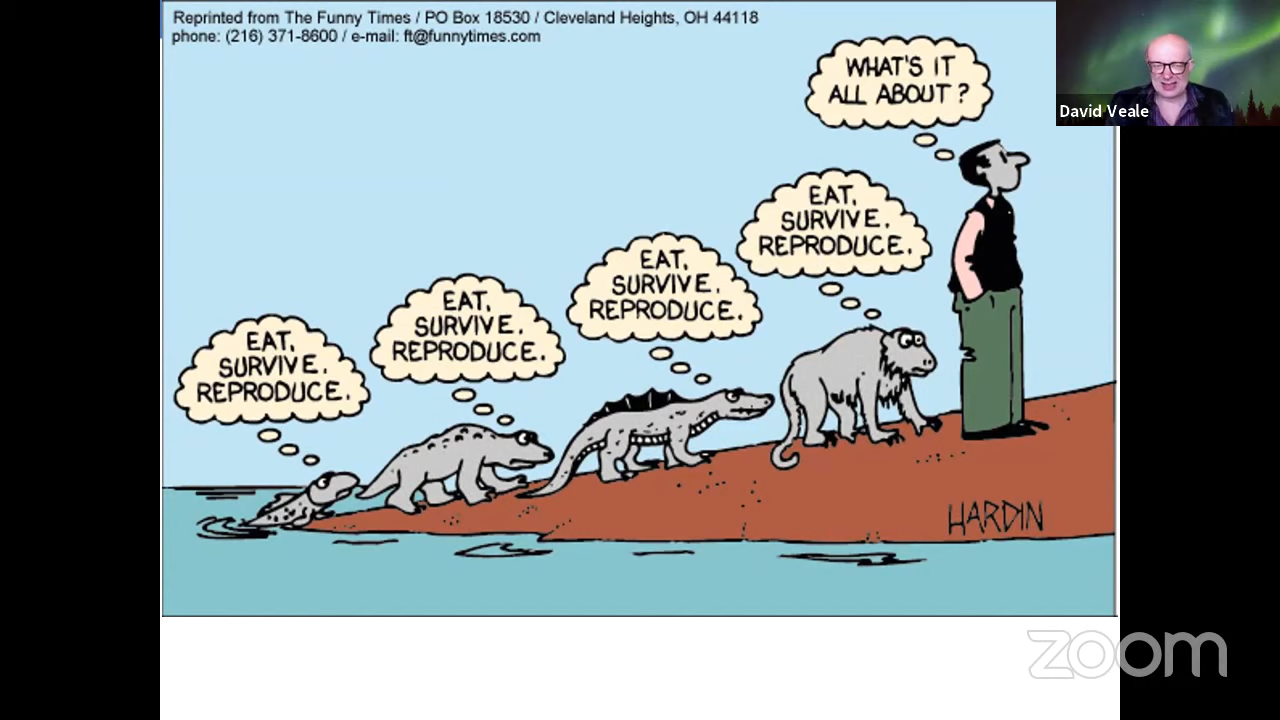 Reprinted from The Funny Times / PO Box 18530 / Cleveland Heights, OH 44118
phone: (216) 371-8600 / e-mail: ft@funnytimes.com
WHAT'S IT
ALL ABOUT?
David Veale
EAT,
SURVIVE,
REPRODUCE.
EAT,
SURVIVE,
REPRODUCE.
EAT,
SURVIVE,
REPRODUCE.
EAT,
SURVIVE.
REPRODUCE.
HARDIN
zoom